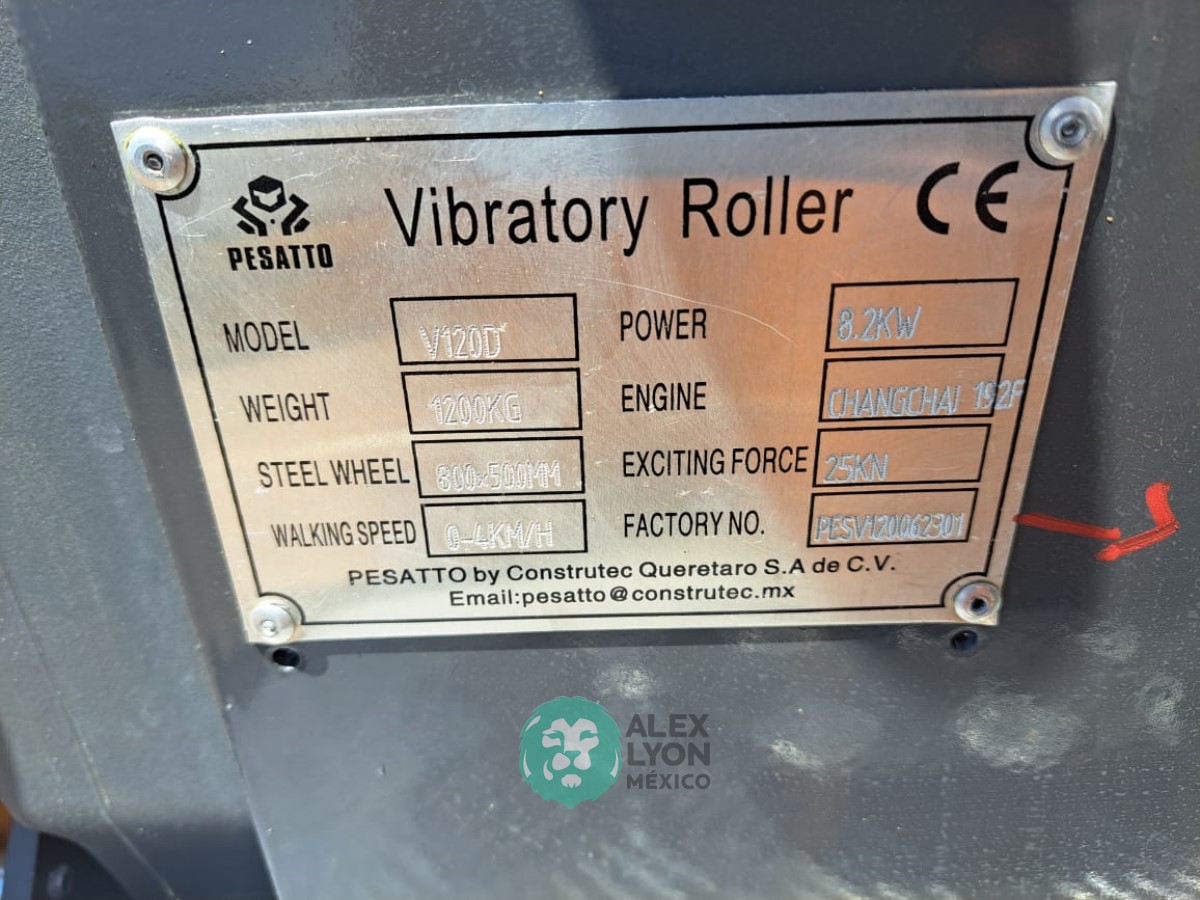 PESATTO
Vibratory Roller CE
MODEL V120D
POWER 8.2KW
WEIGHT 1200KG
ENGINE CHANGCHAI 192F
STEEL WHEEL 800x500MM
EXCITING FORCE 25KN
WALKING SPEED 0-4KM/H
FACTORY NO. PESV120062301
PESATTO by Construtec Queretaro S.A de C.V.
Email:pesatto@construtec.mx
ALEX
LYON
MÉXICO